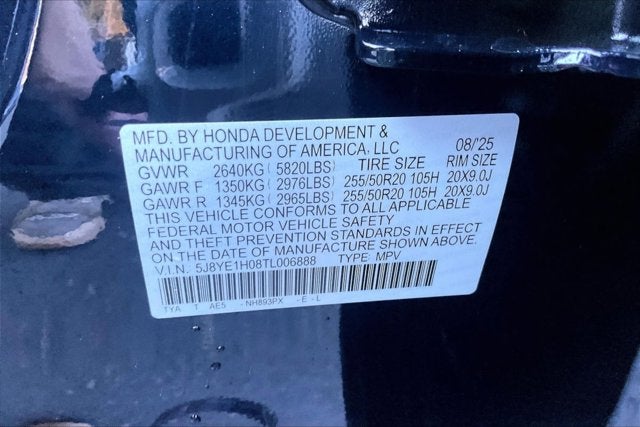 MFD. BY HONDA DEVELOPMENT &
MANUFACTURING OF AMERICA, LLC 08/'25
GVWR 2640KG( 5820LBS) TIRE SIZE RIM SIZE
GAWR F 1350KG( 2976LBS) 255/50R20 105H 20X9.0J
GAWR R 1345KG( 2965LBS) 255/50R20 105H 20X9.0J
THIS VEHICLE CONFORMS TO ALL APPLICABLE
FEDERAL MOTOR VEHICLE SAFETY
AND THEFT PREVENTION STANDARDS IN EFFECT
ON THE DATE OF MANUFACTURE SHOWN ABOVE.
V.I.N. 5J8YE1H08TL006888 TYPE: MPV
TYA T AE5 -NH893PX -E-L